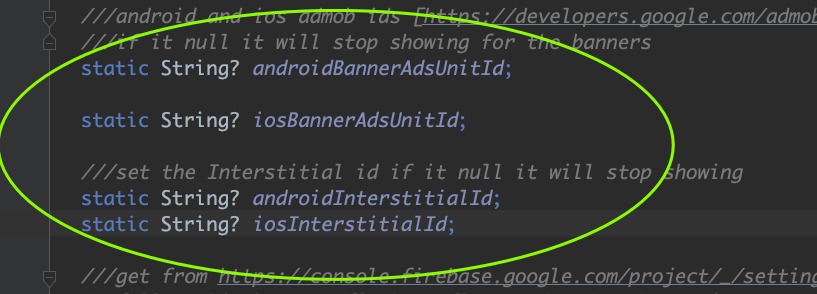 ///android and ios admob ids [https://developers.google.com/admob
///if it null it will stop showing for the banners
static String? androidBannerAdsUnitId;
static String? iosBannerAdsUnitId;
///set the Interstitial id if it null it will stop showing
static String? androidInterstitialId;
static String? iosInterstitialId;
///get from https://console.firebase.google.com/project/_/setting